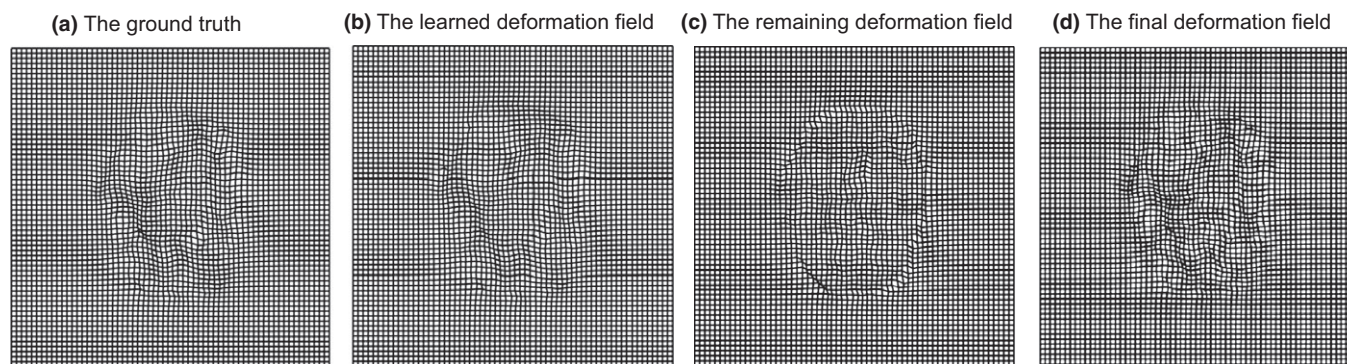 (a) The ground truth
(b) The learned deformation field
(c) The remaining deformation field
(d) The final deformation field